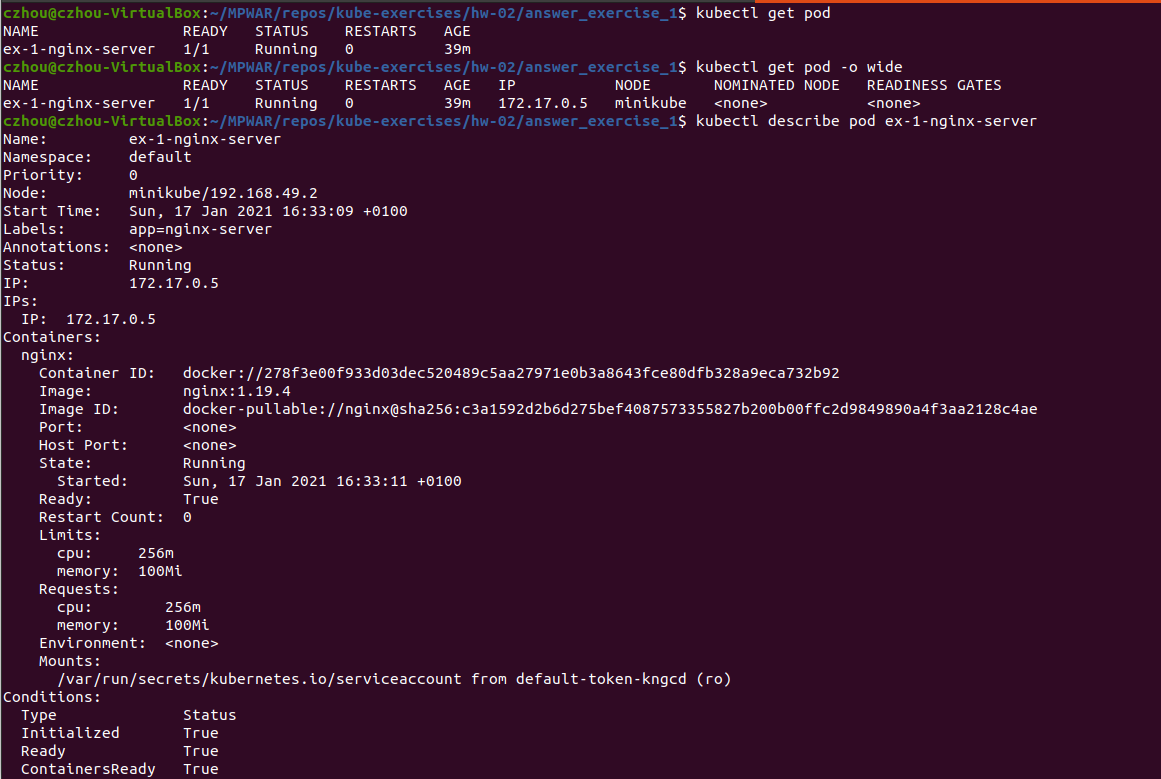 czhou@czhou-VirtualBox:~/MPWAR/repos/kube-exercises/hw-02/answer_exercise_1$ kubectl get pod
NAME                READY   STATUS    RESTARTS   AGE
ex-1-nginx-server   1/1     Running   0          39m
czhou@czhou-VirtualBox:~/MPWAR/repos/kube-exercises/hw-02/answer_exercise_1$ kubectl get pod -o wide
NAME                READY   STATUS    RESTARTS   AGE   IP           NODE       NOMINATED NODE   READINESS GATES
ex-1-nginx-server   1/1     Running   0          39m   172.17.0.5   minikube   <none>           <none>
czhou@czhou-VirtualBox:~/MPWAR/repos/kube-exercises/hw-02/answer_exercise_1$ kubectl describe pod ex-1-nginx-server
Name:         ex-1-nginx-server
Namespace:    default
Priority:     0
Node:         minikube/192.168.49.2
Start Time:   Sun, 17 Jan 2021 16:33:09 +0100
Labels:       app=nginx-server
Annotations:  <none>
Status:       Running
IP:           172.17.0.5
IPs:
  IP:  172.17.0.5
Containers:
  nginx:
    Container ID:   docker://278f3e00f933d03dec520489c5aa27971e0b3a8643fce80dfb328a9eca732b92
    Image:          nginx:1.19.4
    Image ID:       docker-pullable://nginx@sha256:c3a1592d2b6d275bef4087573355827b200b00ffc2d9849890a4f3aa2128c4ae
    Port:           <none>
    Host Port:      <none>
    State:          Running
      Started:      Sun, 17 Jan 2021 16:33:11 +0100
    Ready:          True
    Restart Count:  0
    Limits:
      cpu:     256m
      memory:  100Mi
    Requests:
      cpu:        256m
      memory:     100Mi
    Environment:  <none>
    Mounts:
      /var/run/secrets/kubernetes.io/serviceaccount from default-token-kngcd (ro)
Conditions:
  Type              Status
  Initialized       True
  Ready             True
  ContainersReady   True